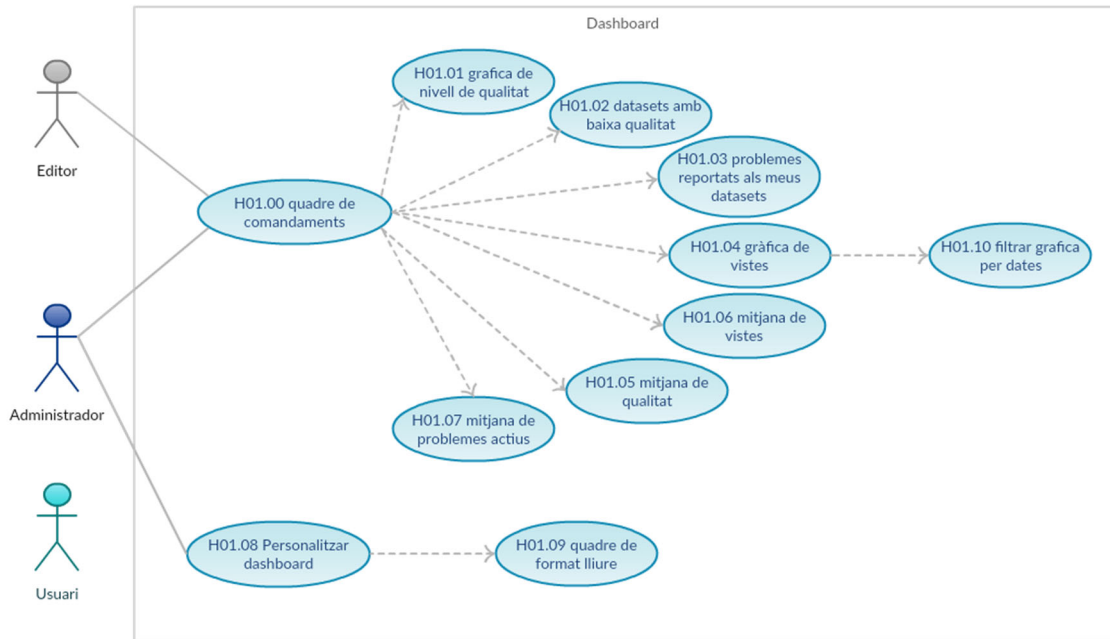 Dashboard
H01.01 grafica de
nivell de qualitat
H01.02 datasets amb
baixa qualitat
Editor
H01.03 problemes
reportats als meus
datasets
H01.00 quadre de
comandaments
H01.04 gràfica de
vistes
H01.10 filtrar grafica
per dates
H01.06 mitjana de
vistes
Administrador
H01.05 mitjana de
qualitat
H01.07 mitjana de
problemes actius
H01.08 Personalitzar
dashboard
H01.09 quadre de
format lliure
Usuari